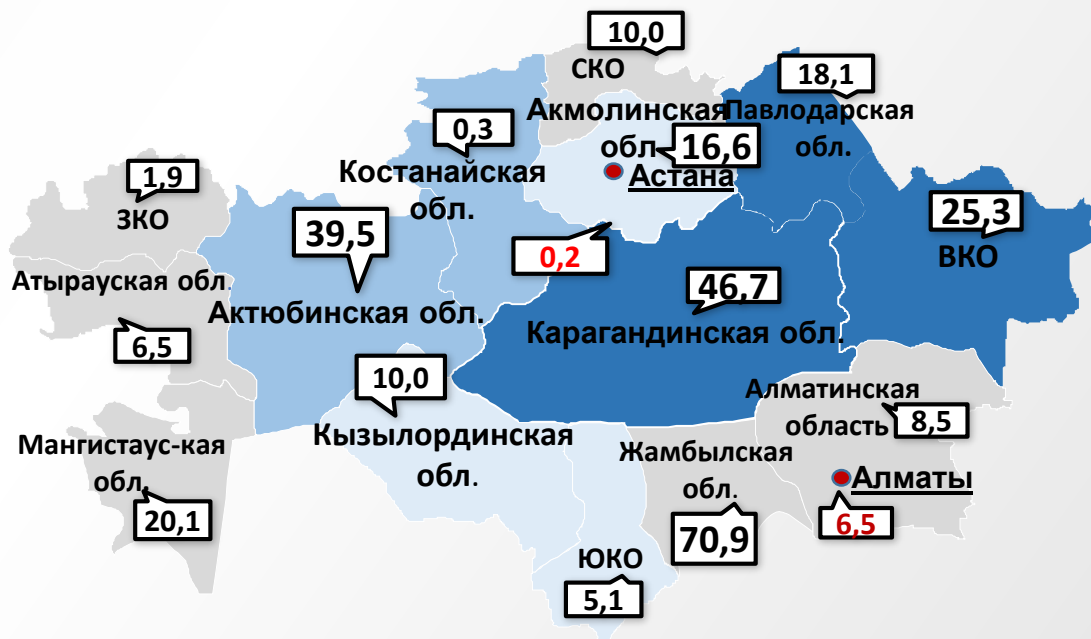 10,0
СКО
18,1
Павлодарская
обл.
Акмолинская
обл.
16,6
Астана
0,3
Костанайская
обл.
1,9
ЗКО
25,3
ВКО
39,5
Актюбинская обл.
0,2
Атырауская обл.
6,5
46,7
Карагандинская обл.
10,0
Кызылординская
обл.
Алматинская
область
8,5
Мангистаус-кая
обл.
20,1
Жамбылская
обл.
70,9
Алматы
6,5
ЮКО
5,1